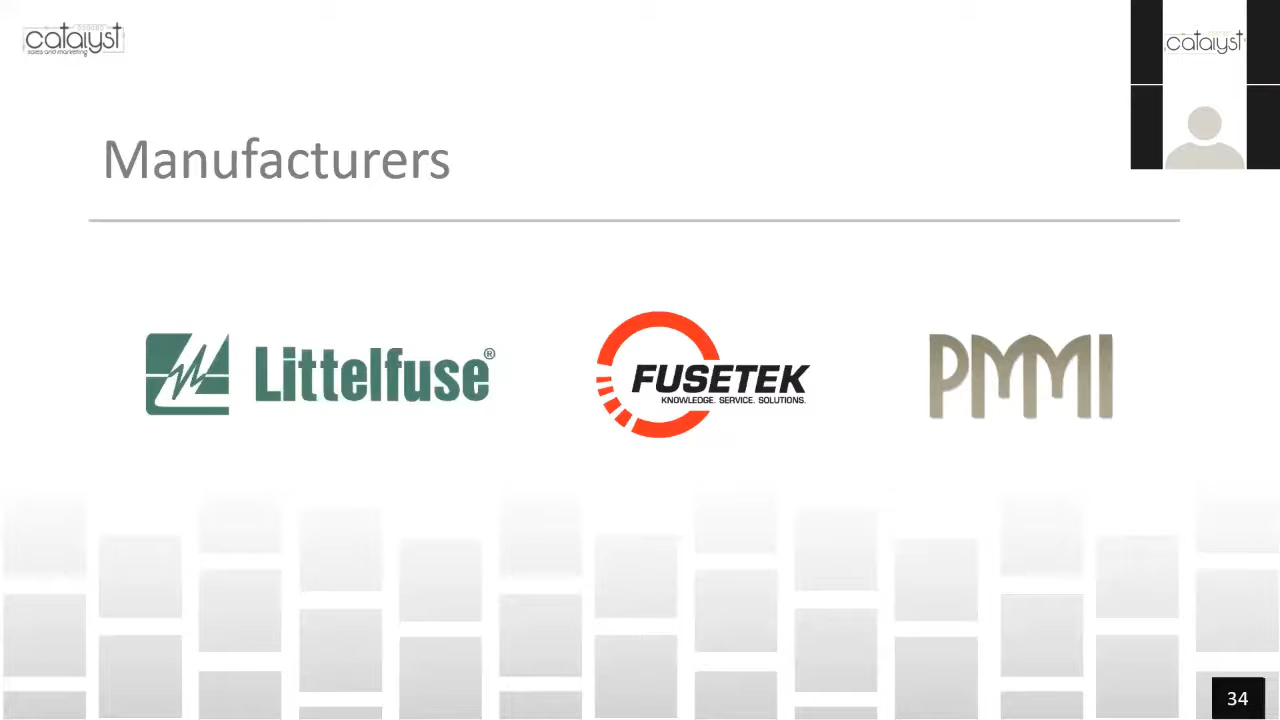 catalyst
sales and marketing
catalyst
Manufacturers
Littelfuse®
FUSETEK
KNOWLEDGE. SERVICE. SOLUTIONS.
PMMI
34